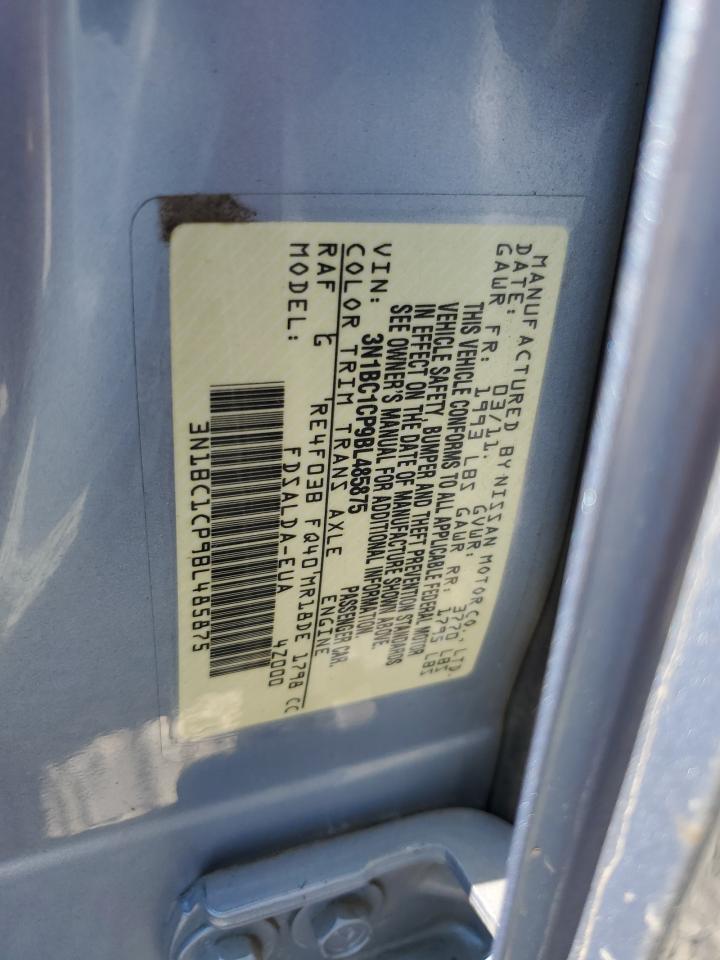 MANUFACTURED BY NISSAN MOTOR CO., LTD.
DATE: 03/11. GVWR: 3770 LBS
GAWR FR: 1993 LBS GAWR RR: 1795 LBS
THIS VEHICLE CONFORMS TO ALL APPLICABLE FEDERAL MOTOR
VEHICLE SAFETY, BUMPER AND THEFT PREVENTION STANDARDS
IN EFFECT ON THE DATE OF MANUFACTURE SHOWN ABOVE.
SEE OWNER'S MANUAL FOR ADDITIONAL INFORMATION.
VIN: 3N1BC1CP9BL485875 PASSENGER CAR
COLOR TRIM TRANS AXLE ENGINE
RAF G RE4F03B FQ40 MR18DE 1798 CC
MODEL: FDSALDA-EUA 4Z000
3N1BC1CP9BL485875